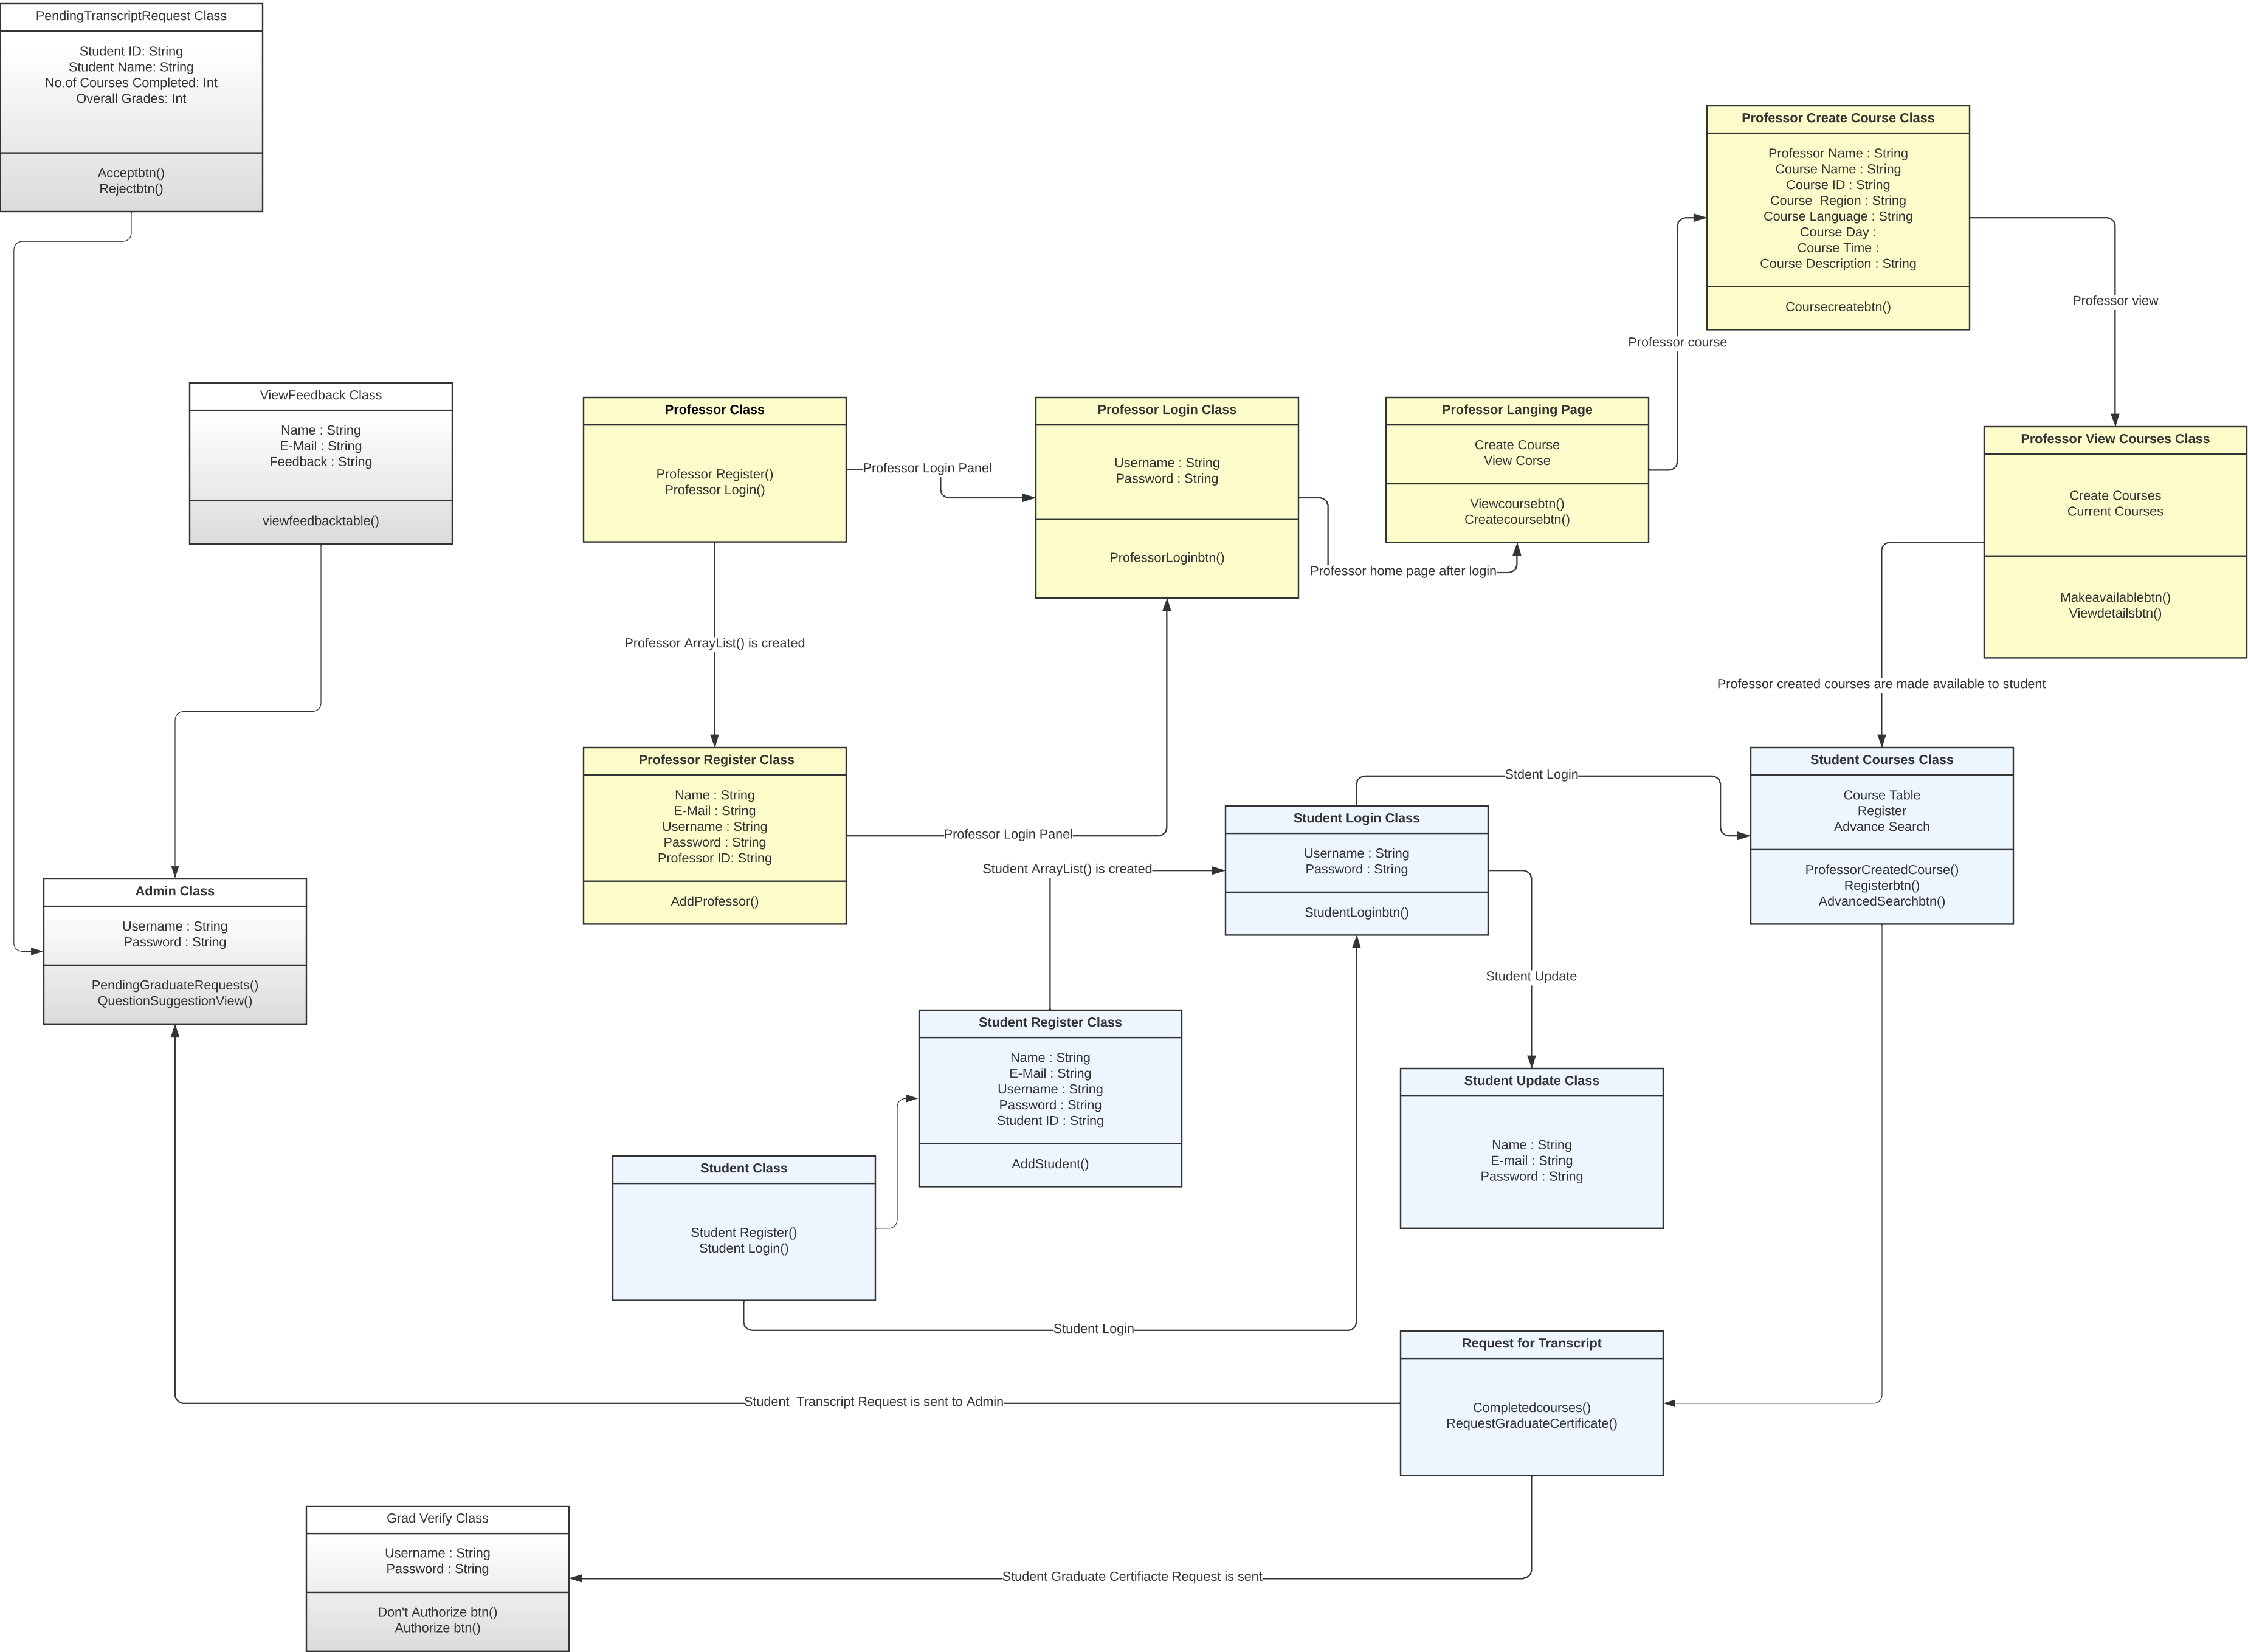 PendingTranscriptRequest Class
Student ID: String
Student Name: String
No.of Courses Completed: Int
Overall Grades: Int
Acceptbtn()
Rejectbtn()
Professor Create Course Class
Professor Name : String
Course Name : String
Course ID : String
Course  Region : String
Course Language : String
Course Day :
Course Time :
Course Description : String
Coursecreatebtn()
Professor view
Professor course
ViewFeedback Class
Name : String
E-Mail : String
Feedback : String
viewfeedbacktable()
Professor Class
Professor Register()
Professor Login()
Professor Login Panel
Professor Login Class
Username : String
Password : String
ProfessorLoginbtn()
Professor Langing Page
Create Course
View Corse
Viewcoursebtn()
Createcoursebtn()
Professor home page after login
Professor View Courses Class
Create Courses
Current Courses
Makeavailablebtn()
Viewdetailsbtn()
Professor ArrayList() is created
Professor created courses are made available to student
Professor Register Class
Name : String
E-Mail : String
Username : String
Password : String
Professor ID: String
AddProfessor()
Professor Login Panel
Student ArrayList() is created
Student Login Class
Username : String
Password : String
StudentLoginbtn()
Stdent Login
Student Courses Class
Course Table
Register
Advance Search
ProfessorCreatedCourse()
Registerbtn()
AdvancedSearchbtn()
Admin Class
Username : String
Password : String
PendingGraduateRequests()
QuestionSuggestionView()
Student Update
Student Register Class
Name : String
E-Mail : String
Username : String
Password : String
Student ID : String
AddStudent()
Student Update Class
Name : String
E-mail : String
Password : String
Student Class
Student Register()
Student Login()
Student Login
Request for Transcript
Completedcourses()
RequestGraduateCertificate()
Student  Transcript Request is sent to Admin
Grad Verify Class
Username : String
Password : String
Don't Authorize btn()
Authorize btn()
Student Graduate Certifiacte Request is sent